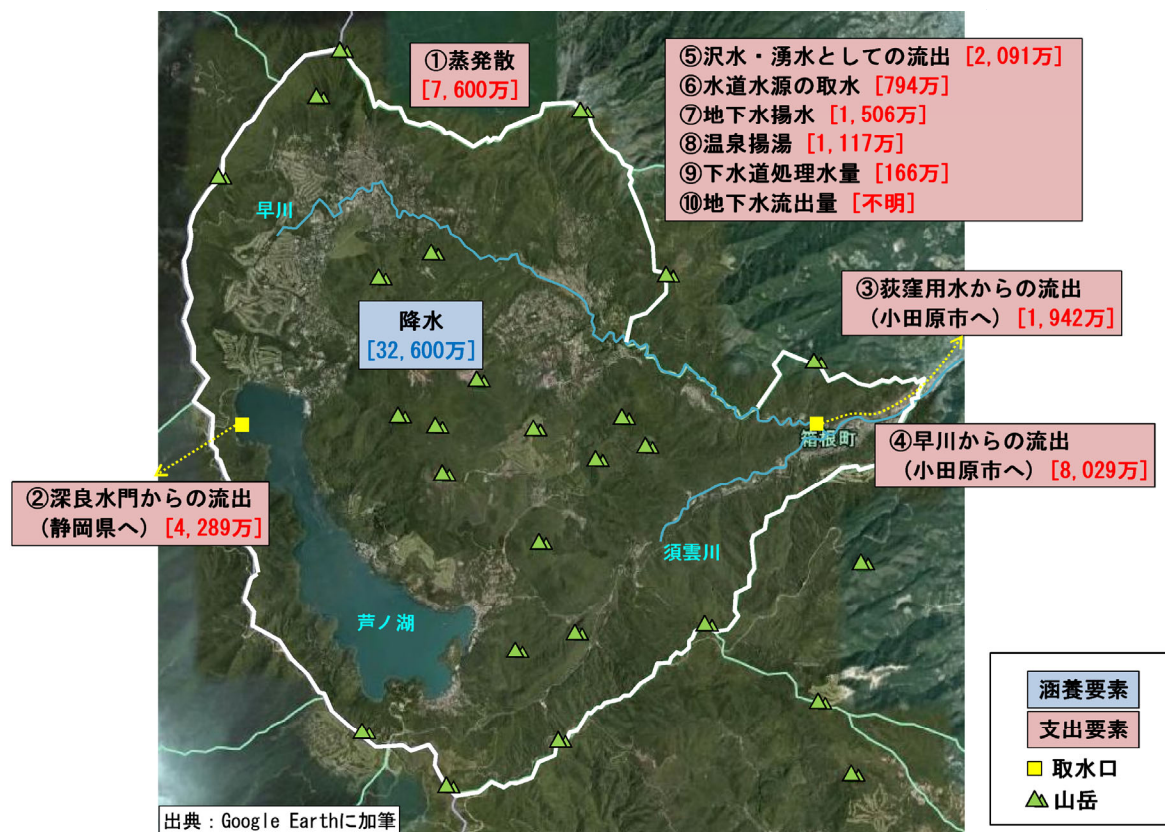 ①蒸発散
[7,600万]
⑤沢水・湧水としての流出 [2,091万]
⑥水道水源の取水 [794万]
⑦地下水揚水 [1,506万]
⑧温泉揚湯 [1,117万]
⑨下水道処理水量 [166万]
⑩地下水流出量 [不明]
早川
③荻窪用水からの流出
(小田原市へ) [1,942万]
降水
[32,600万]
箱根町
④早川からの流出
(小田原市へ) [8,029万]
②深良水門からの流出
(静岡県へ) [4,289万]
須雲川
芦ノ湖
涵養要素
支出要素
取水口
山岳
出典：Google Earthに加筆